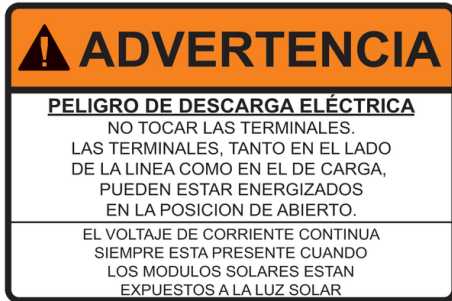 ADVERTENCIA
PELIGRO DE DESCARGA ELÉCTRICA
NO TOCAR LAS TERMINALES.
LAS TERMINALES, TANTO EN EL LADO
DE LA LINEA COMO EN EL DE CARGA,
PUEDEN ESTAR ENERGIZADOS
EN LA POSICION DE ABIERTO.
EL VOLTAJE DE CORRIENTE CONTINUA
SIEMPRE ESTA PRESENTE CUANDO
LOS MODULOS SOLARES ESTAN
EXPUESTOS A LA LUZ SOLAR